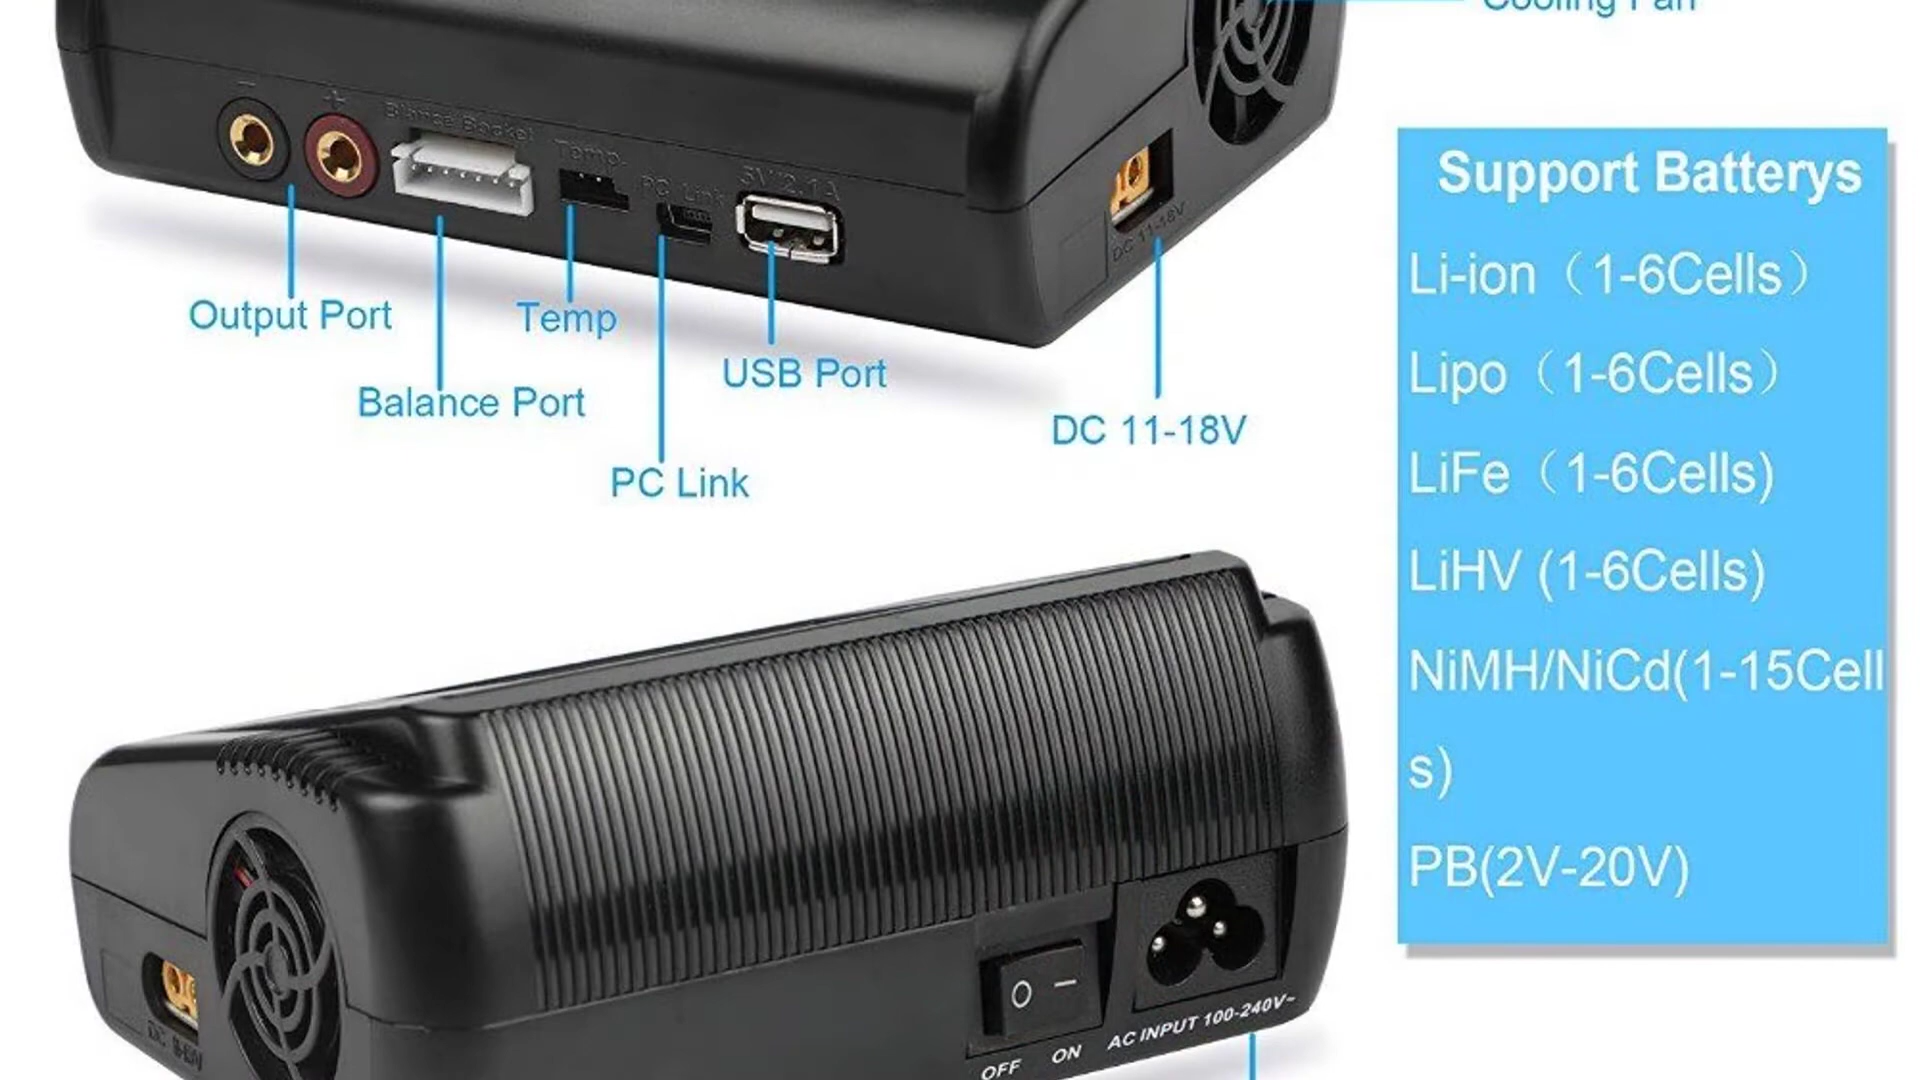 Cooling Fan
Support Batterys
Li-ion（1-6Cells）
Lipo（1-6Cells）
LiFe（1-6Cells)
LiHV (1-6Cells)
NiMH/NiCd(1-15Cell
s)
PB(2V-20V)
− +
Blance Socket
Temp.
PC Link
5V/2.1A
DC 11-18V
Output Port
Temp
USB Port
Balance Port
DC 11-18V
PC Link
O −
OFF ON
AC INPUT 100-240V~
DC